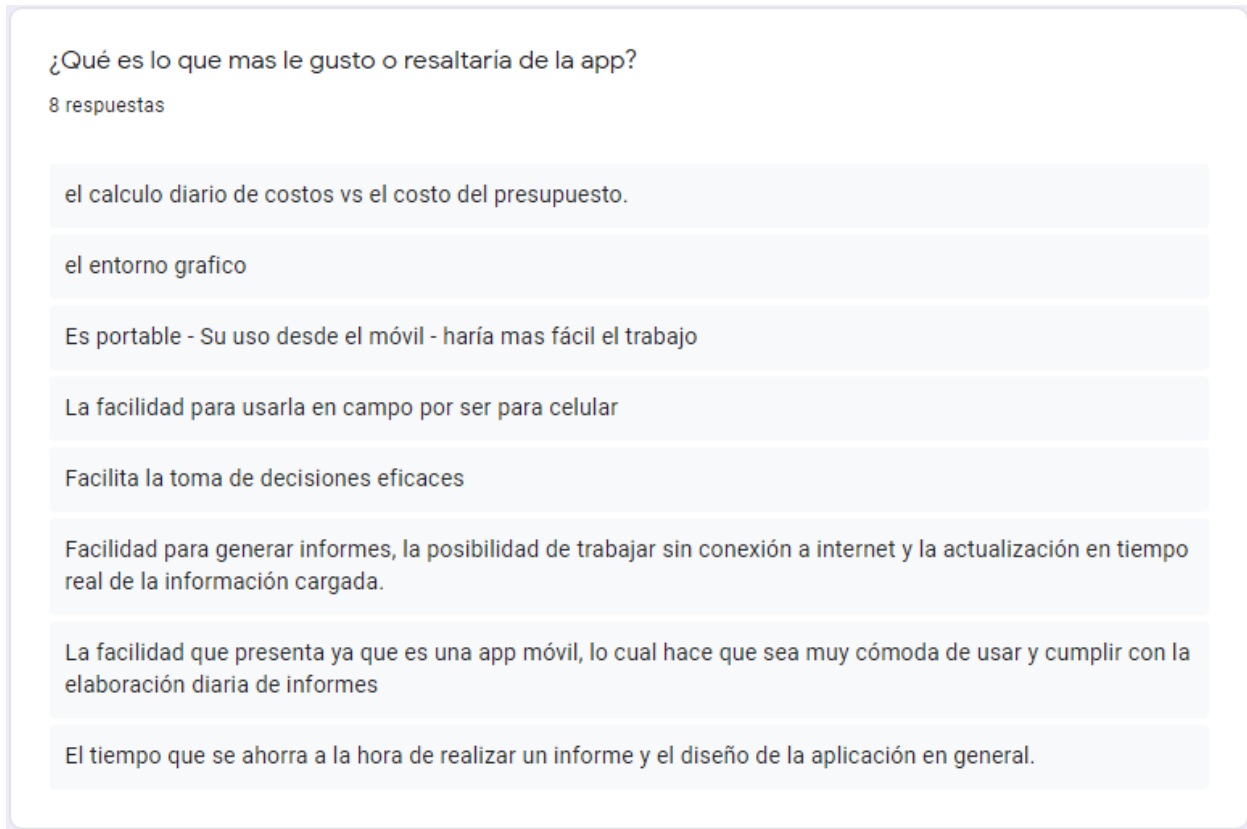 ¿Qué es lo que mas le gusto o resaltaría de la app?
8 respuestas
el calculo diario de costos vs el costo del presupuesto.
el entorno grafico
Es portable - Su uso desde el móvil - haría mas fácil el trabajo
La facilidad para usarla en campo por ser para celular
Facilita la toma de decisiones eficaces
Facilidad para generar informes, la posibilidad de trabajar sin conexión a internet y la actualización en tiempo
real de la información cargada.
La facilidad que presenta ya que es una app móvil, lo cual hace que sea muy cómoda de usar y cumplir con la
elaboración diaria de informes
El tiempo que se ahorra a la hora de realizar un informe y el diseño de la aplicación en general.